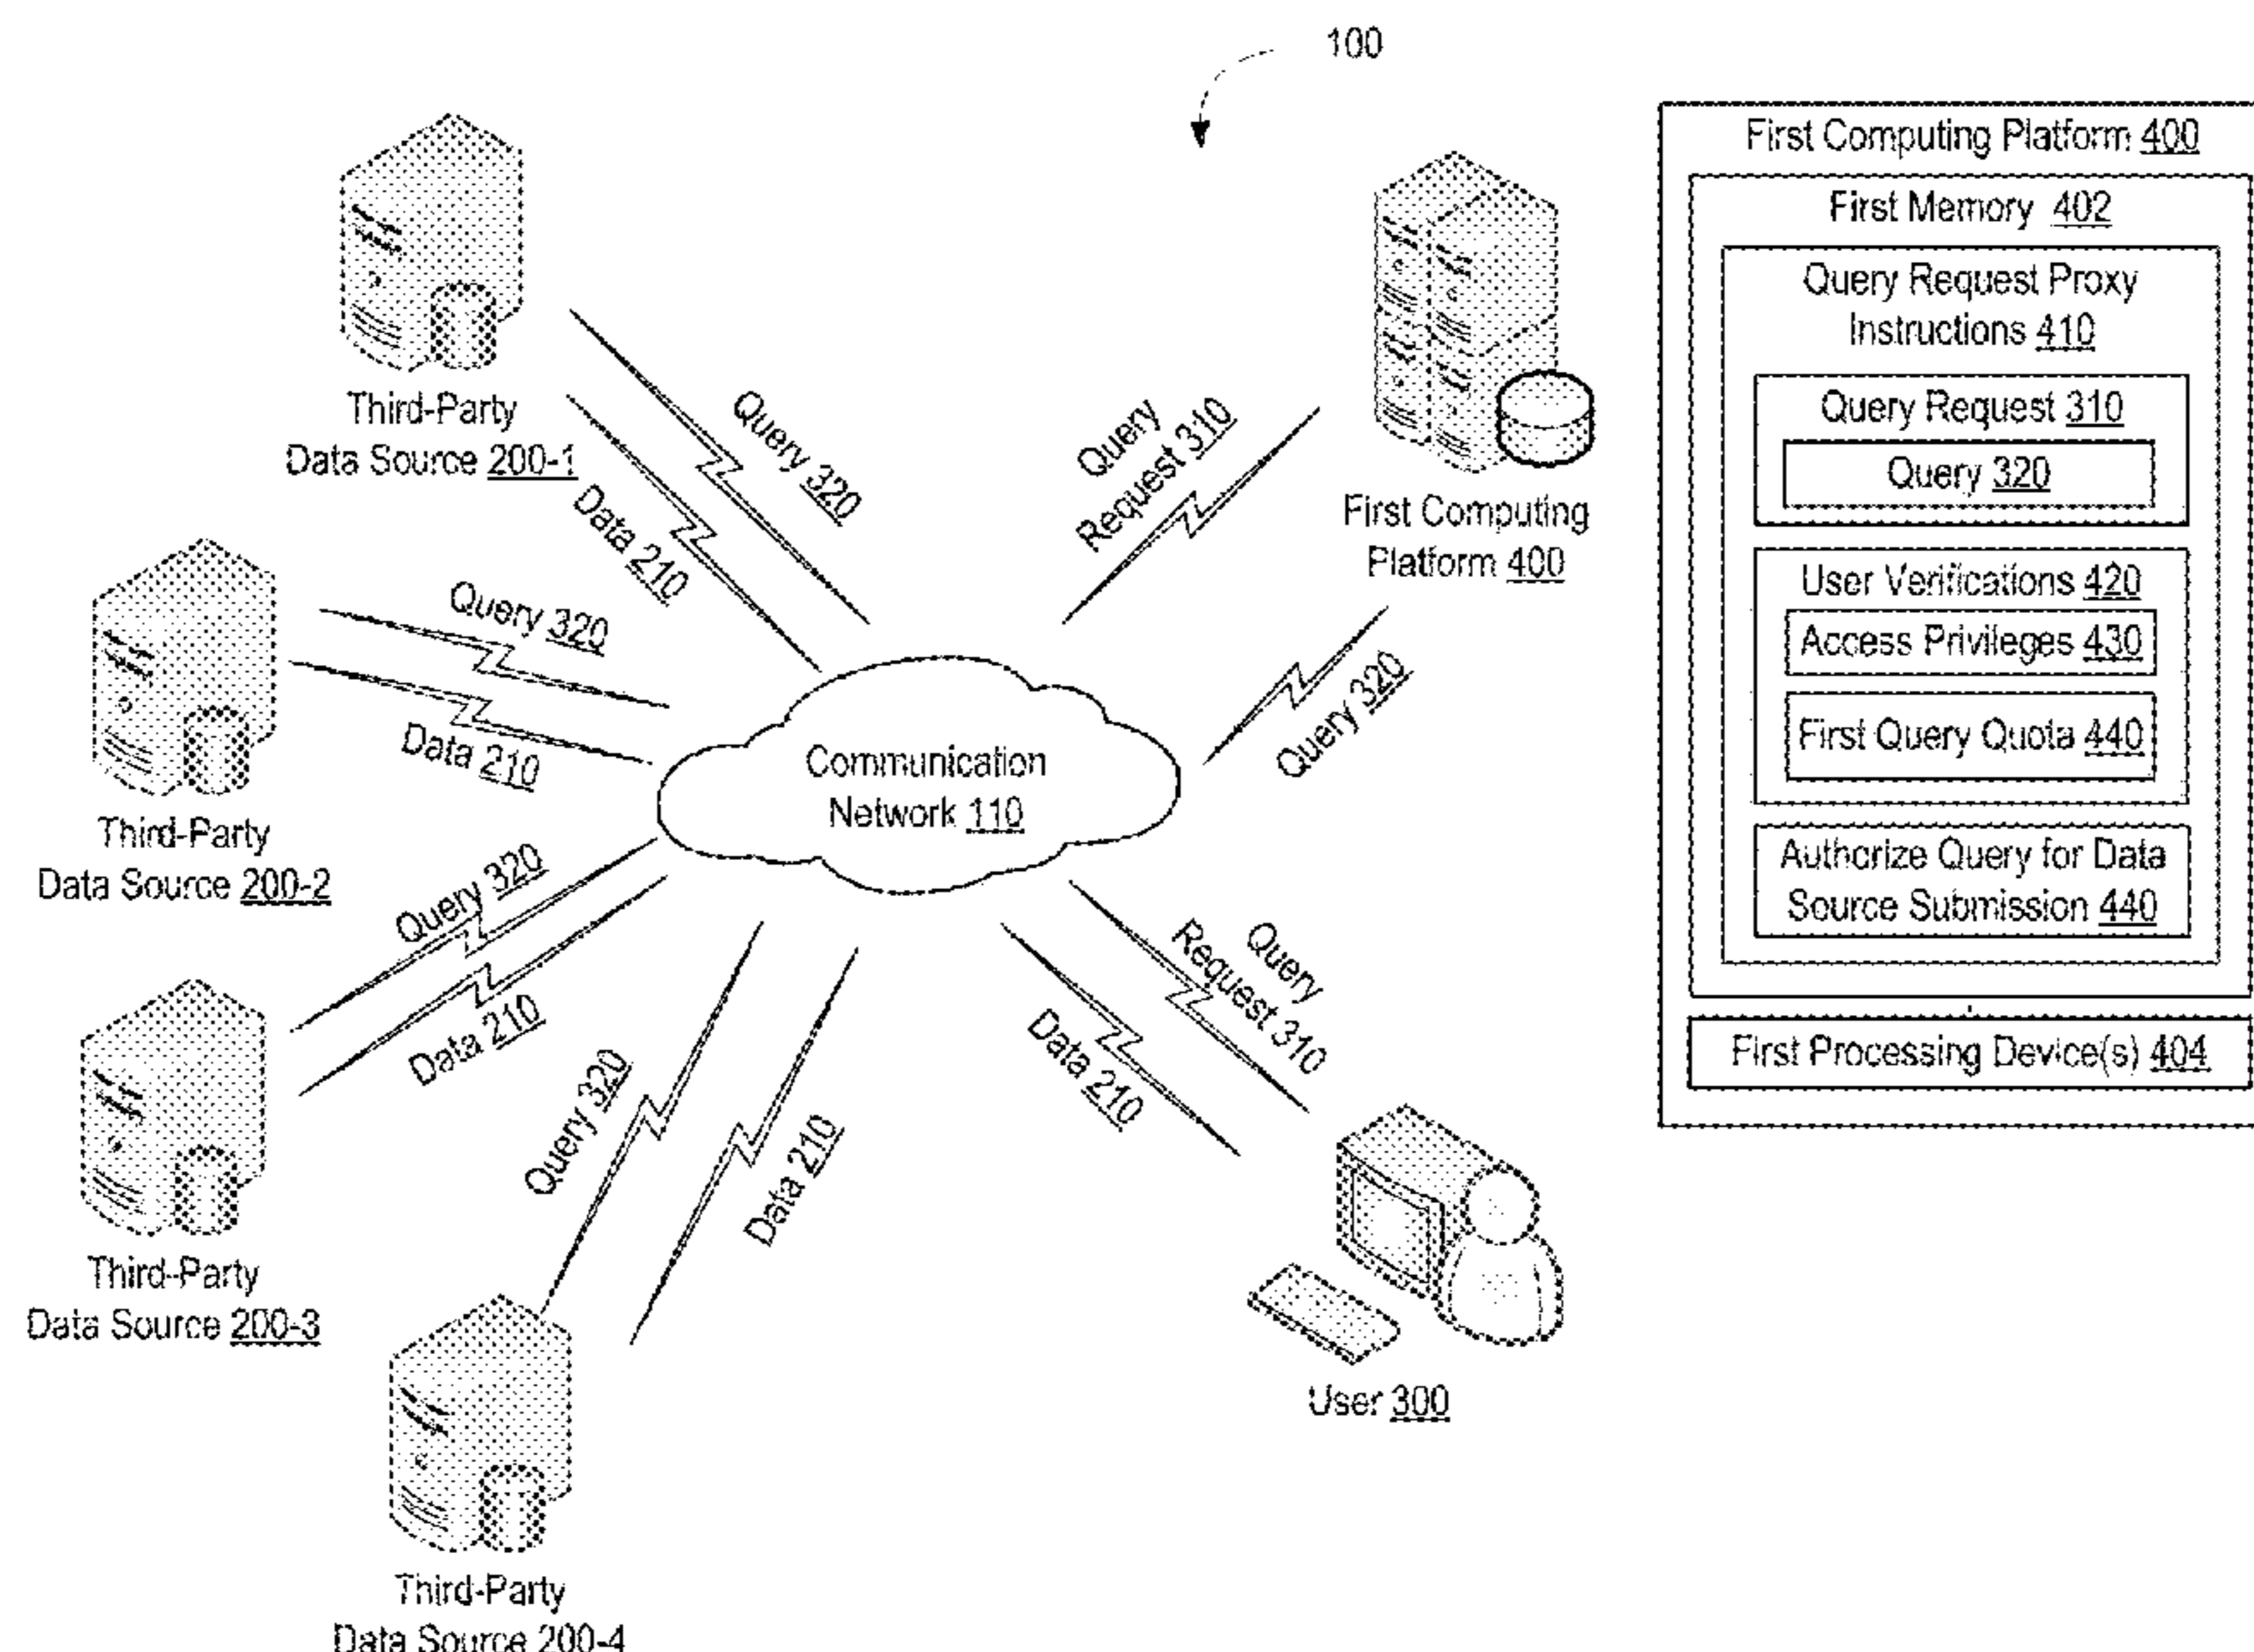 100
Third-Party
Data Source 200-1
Query 320
Data 210
Query
Request 310
First Computing
Platform 400
Query 320
Third-Party
Data Source 200-2
Query 320
Data 210
Communication
Network 110
Third-Party
Data Source 200-3
Query 320
Data 210
Third-Party
Data Source 200-4
Query 320
Data 210
Query
Request 310
Data 210
User 300
First Computing Platform 400
First Memory 402
Query Request Proxy
Instructions 410
Query Request 310
Query 320
User Verifications 420
Access Privileges 430
First Query Quota 440
Authorize Query for Data
Source Submission 440
First Processing Device(s) 404